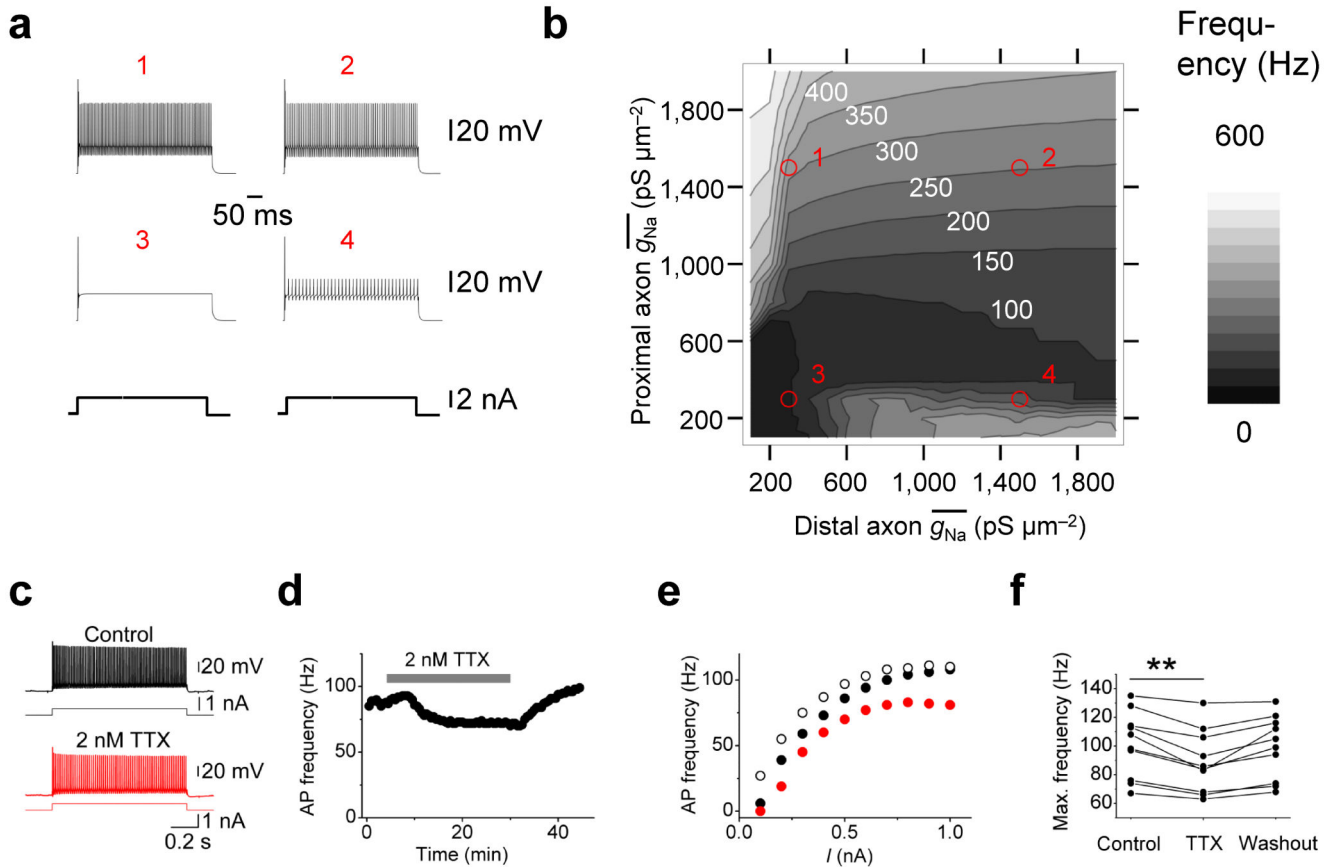 a
1
2
20 mV
50 ms
3
4
20 mV
2 nA
b
Frequ-
ency (Hz)
600
0
1,800
1,400
1,000
600
200
Proximal axon g̅Na (pS µm–2)
400
350
300
250
200
150
100
1
2
3
4
200
600
1,000
1,400
1,800
Distal axon g̅Na (pS µm–2)
c
Control
20 mV
1 nA
2 nM TTX
20 mV
1 nA
0.2 s
d
2 nM TTX
100
50
0
AP frequency (Hz)
0
20
40
Time (min)
e
100
50
0
AP frequency (Hz)
0.0
0.5
1.0
I (nA)
f
**
140
120
100
80
60
Max. frequency (Hz)
Control
TTX
Washout